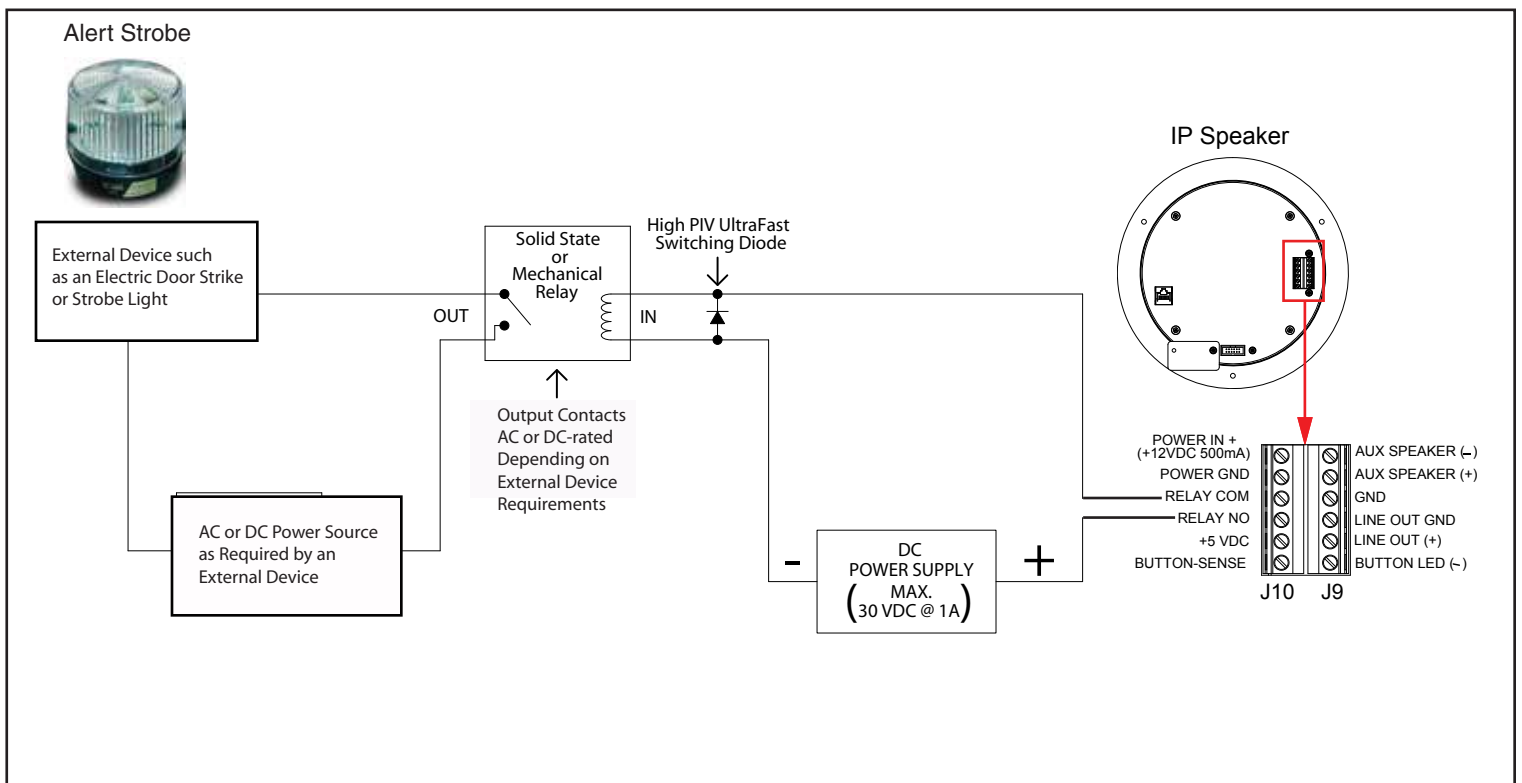 Alert Strobe
External Device such
as an Electric Door Strike
or Strobe Light
OUT
Solid State
or
Mechanical
Relay
IN
High PIV UltraFast
Switching Diode
Output Contacts
AC or DC-rated
Depending on
External Device
Requirements
AC or DC Power Source
as Required by an
External Device
-
DC
POWER SUPPLY
MAX.
(30 VDC @ 1A)
+
IP Speaker
POWER IN +
(+12VDC 500mA)
POWER GND
RELAY COM
RELAY NO
+5 VDC
BUTTON-SENSE
AUX SPEAKER (-)
AUX SPEAKER (+)
GND
LINE OUT GND
LINE OUT (+)
BUTTON LED (-)
J10
J9